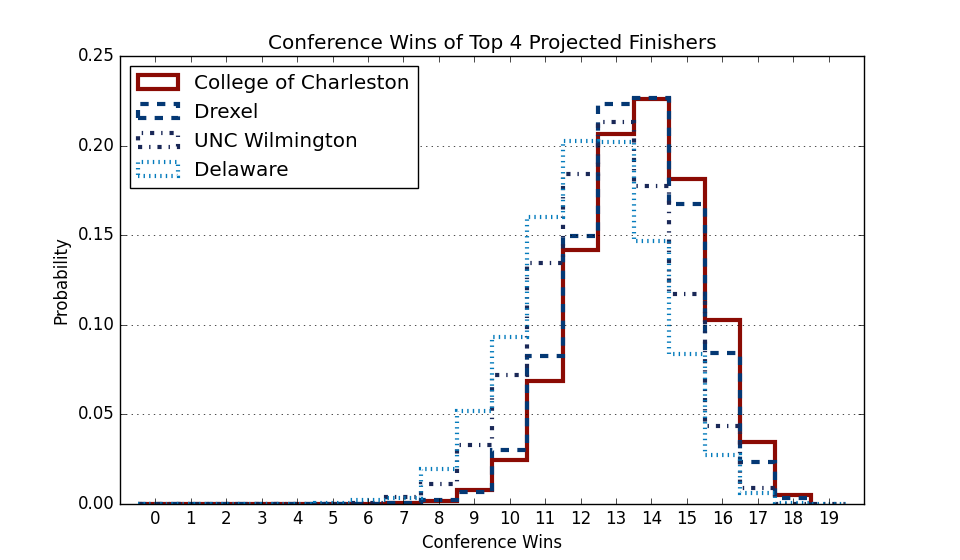 Conference Wins of Top 4 Projected Finishers
0.25
College of Charleston
Drexel
UNC Wilmington
Delaware
0.20
0.15
Probability
0.10
0.05
0.00
0 1 2 3 4 5 6 7 8 9 10 11 12 13 14 15 16 17 18 19
Conference Wins